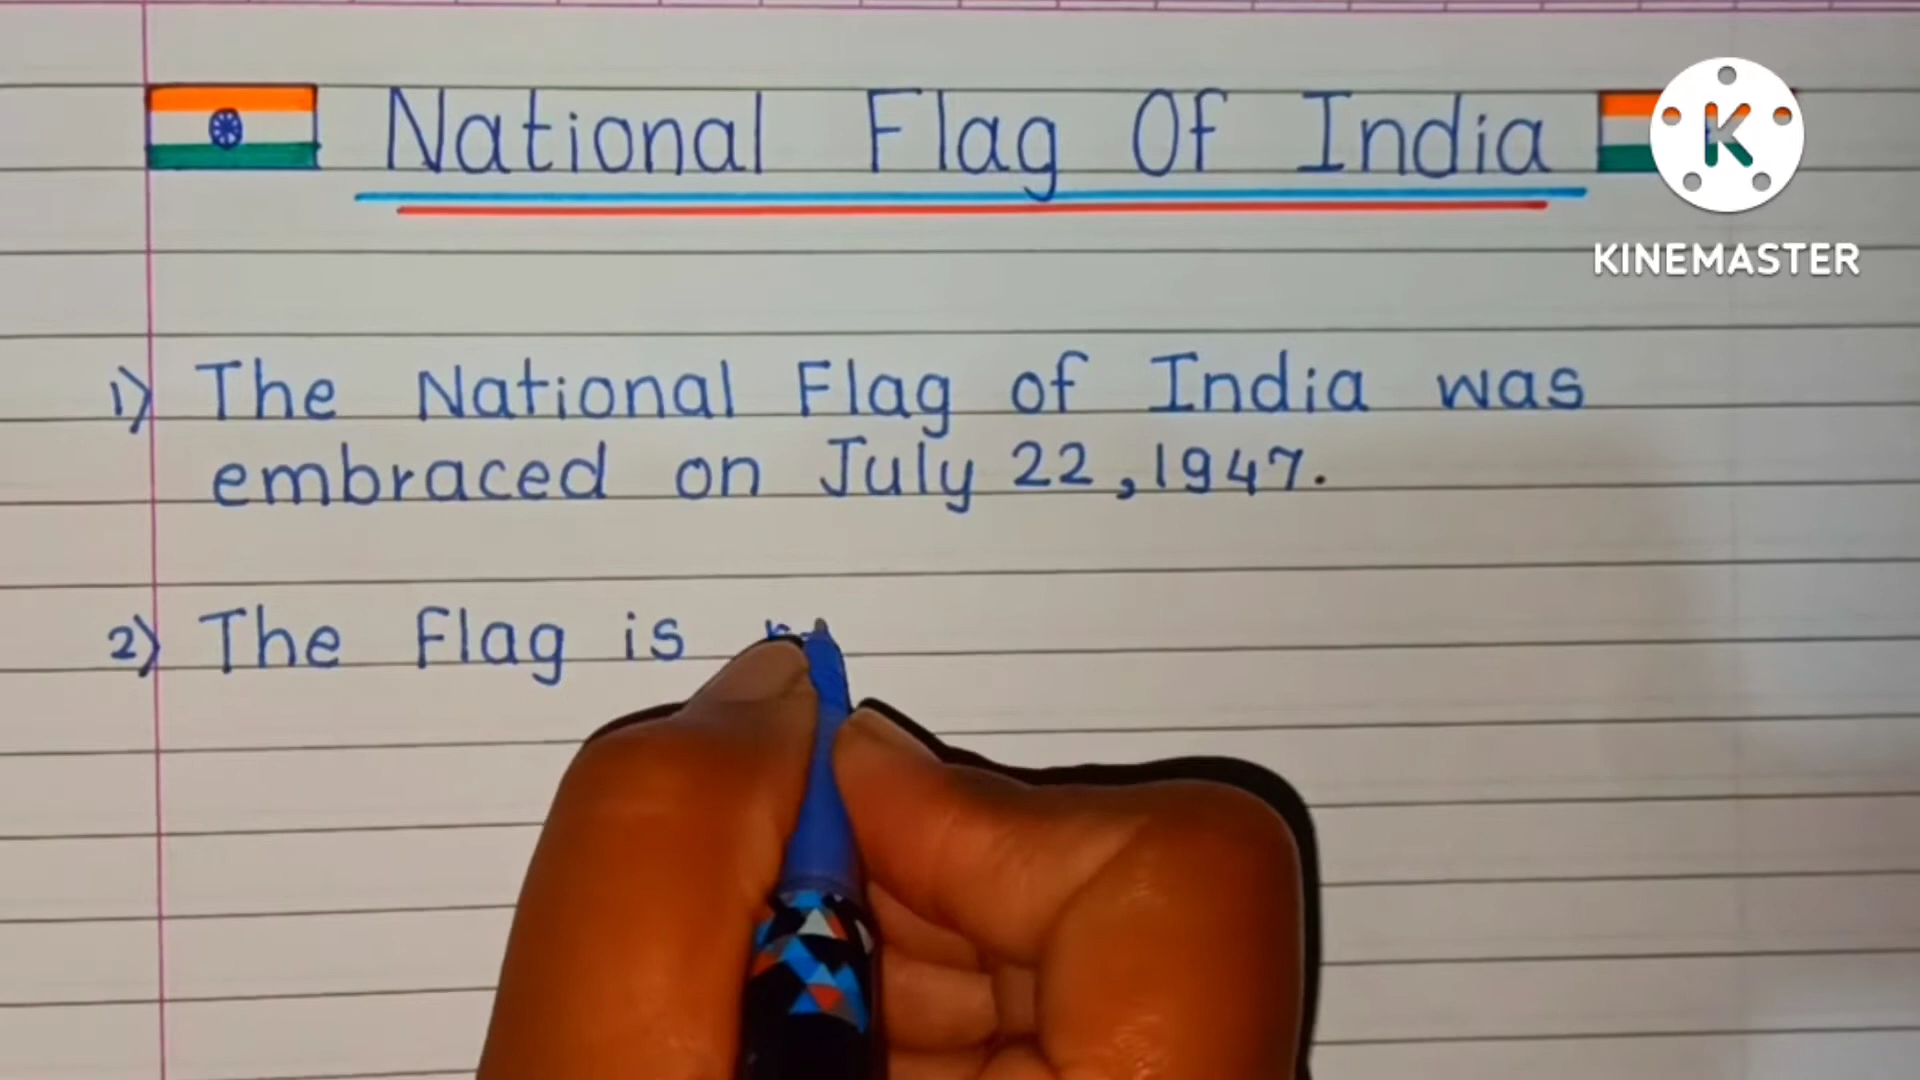 National Flag Of India
KINEMASTER
1) The National Flag of India was
embraced on July 22, 1947.
2) The Flag is